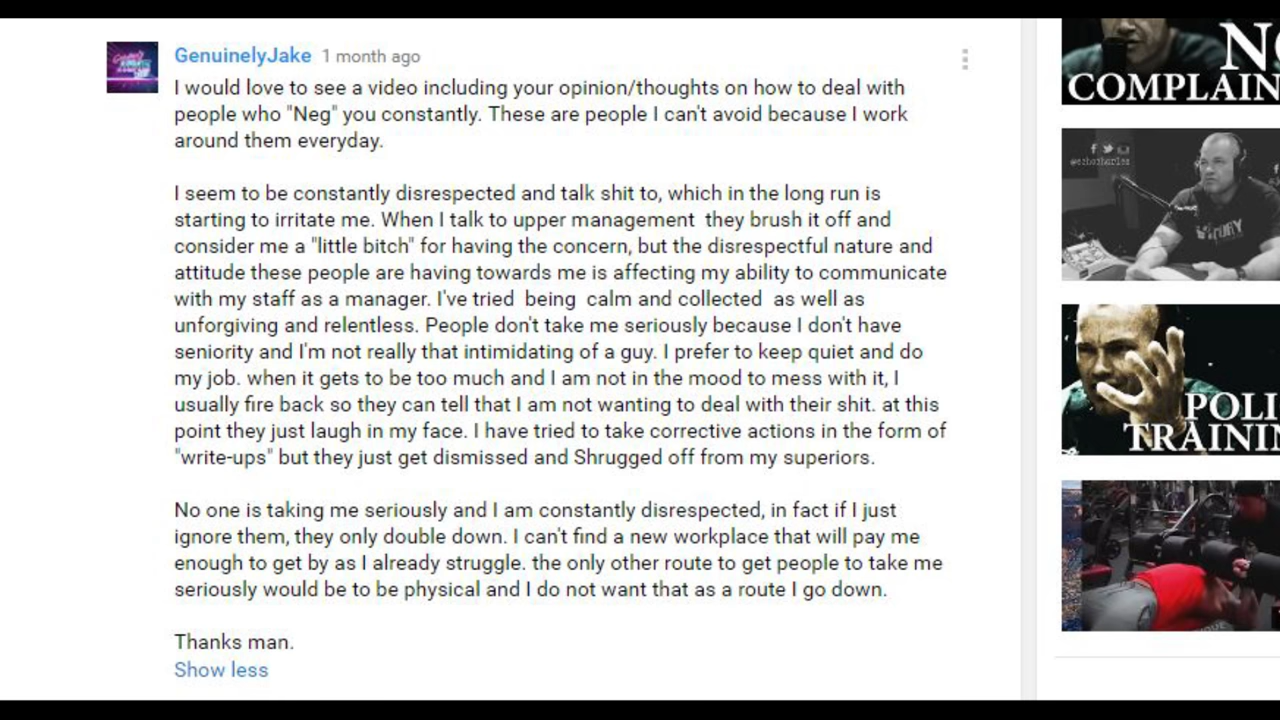 GenuinelyJake 1 month ago
I would love to see a video including your opinion/thoughts on how to deal with
people who "Neg" you constantly. These are people I can't avoid because I work
around them everyday.
I seem to be constantly disrespected and talk shit to, which in the long run is
starting to irritate me. When I talk to upper management  they brush it off and
consider me a "little bitch" for having the concern, but the disrespectful nature and
attitude these people are having towards me is affecting my ability to communicate
with my staff as a manager. I've tried  being  calm and collected  as well as
unforgiving and relentless. People don't take me seriously because I don't have
seniority and I'm not really that intimidating of a guy. I prefer to keep quiet and do
my job. when it gets to be too much and I am not in the mood to mess with it, I
usually fire back so they can tell that I am not wanting to deal with their shit. at this
point they just laugh in my face. I have tried to take corrective actions in the form of
"write-ups" but they just get dismissed and Shrugged off from my superiors.
No one is taking me seriously and I am constantly disrespected, in fact if I just
ignore them, they only double down. I can't find a new workplace that will pay me
enough to get by as I already struggle. the only other route to get people to take me
seriously would be to be physical and I do not want that as a route I go down.
Thanks man.
Show less
COMPLAIN
@echocharles
POLI
TRAININ